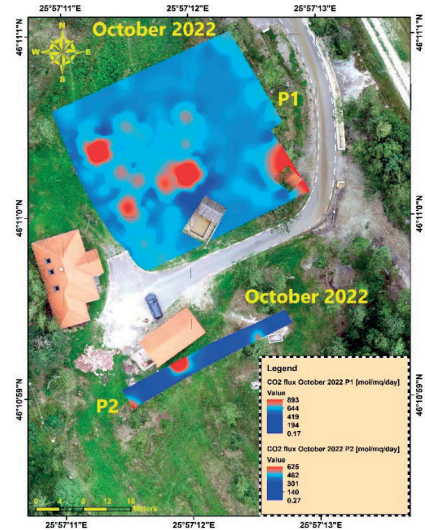 25°57'11"E 25°57'12"E 25°57'13"E
October 2022
N
W E
S
46°11'1"N 46°11'1"N
P1
46°11'0"N 46°11'0"N
October 2022
P2
46°10'59"N 46°10'59"N
Legend
CO2 flux October 2022 P1 [mol/mq/day]
Value
893
644
419
194
0.17
CO2 flux October 2022 P2 [mol/mq/day]
Value
625
462
301
140
0.27
0 4 8 12 16
Meters
25°57'11"E 25°57'12"E 25°57'13"E